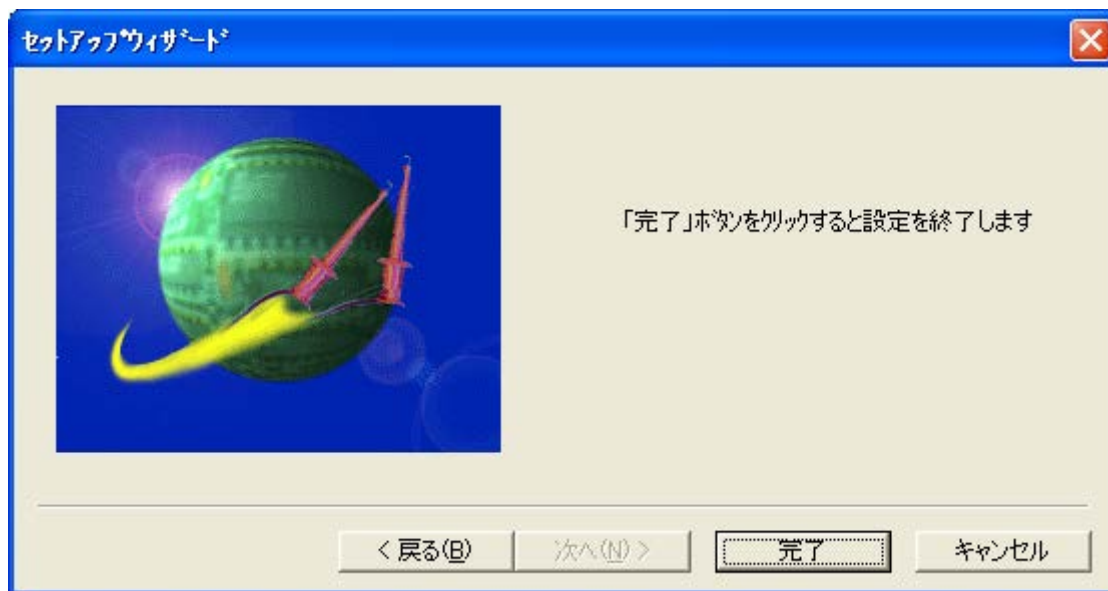 ｾｯﾄｱｯﾌﾟｳｨｻﾞｰﾄﾞ
「完了」ﾎﾞﾀﾝをｸﾘｯｸすると設定を終了します
< 戻る(B)
次へ(N) >
完了
キャンセル